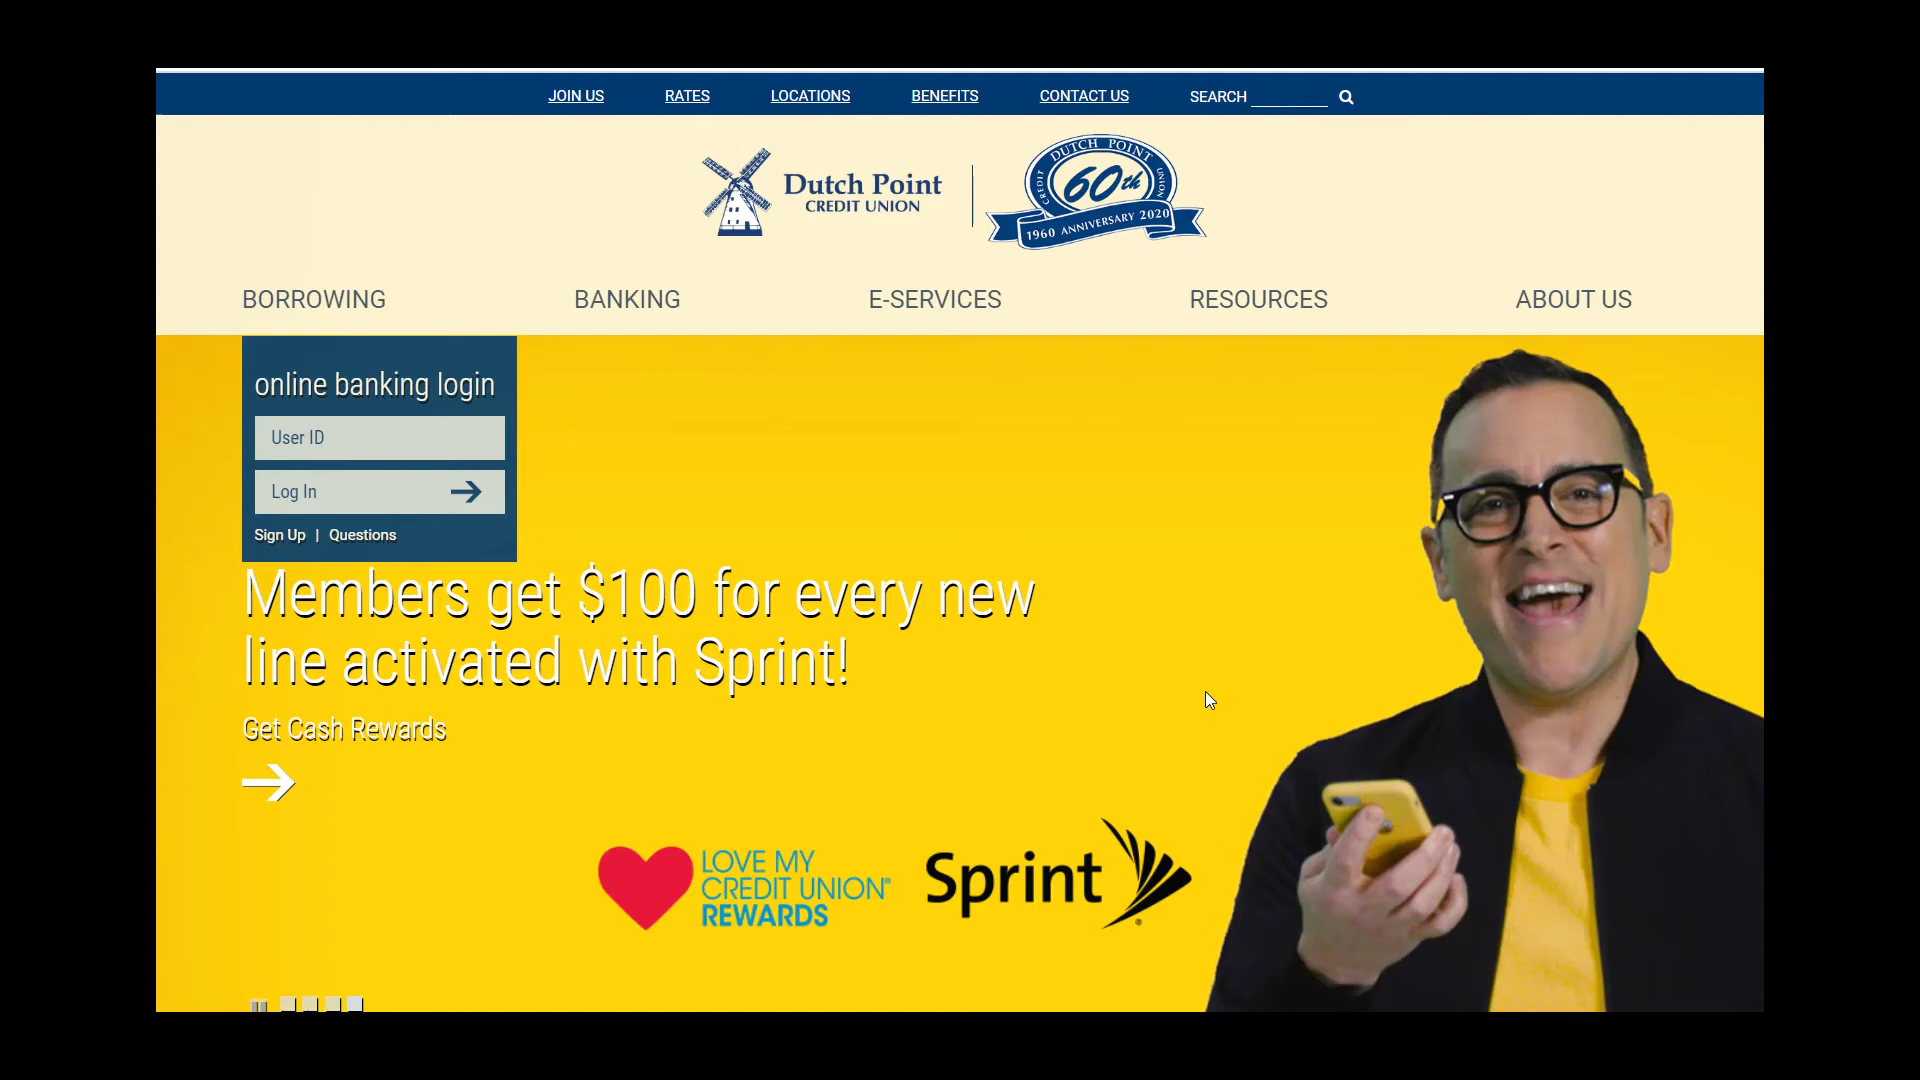 JOIN US RATES LOCATIONS BENEFITS CONTACT US SEARCH
Dutch Point
CREDIT UNION
DUTCH POINT
CREDIT UNION
60th
1960 ANNIVERSARY 2020
BORROWING BANKING E-SERVICES RESOURCES ABOUT US
online banking login
User ID
Log In
Sign Up | Questions
Members get $100 for every new
line activated with Sprint!
Get Cash Rewards
LOVE MY
CREDIT UNION®
REWARDS
Sprint®